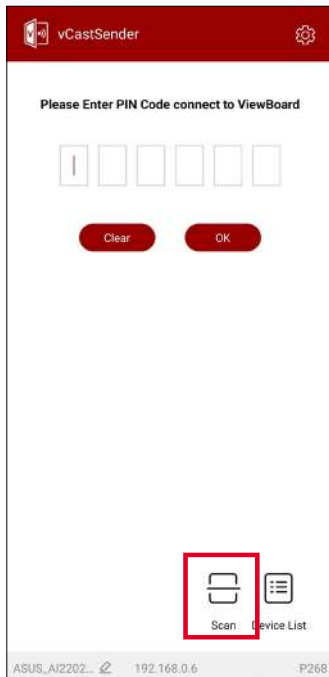 vCastSender
Please Enter PIN Code connect to ViewBoard
Clear OK
Scan Device List
ASUS_AI2202... 192.168.0.6 P268